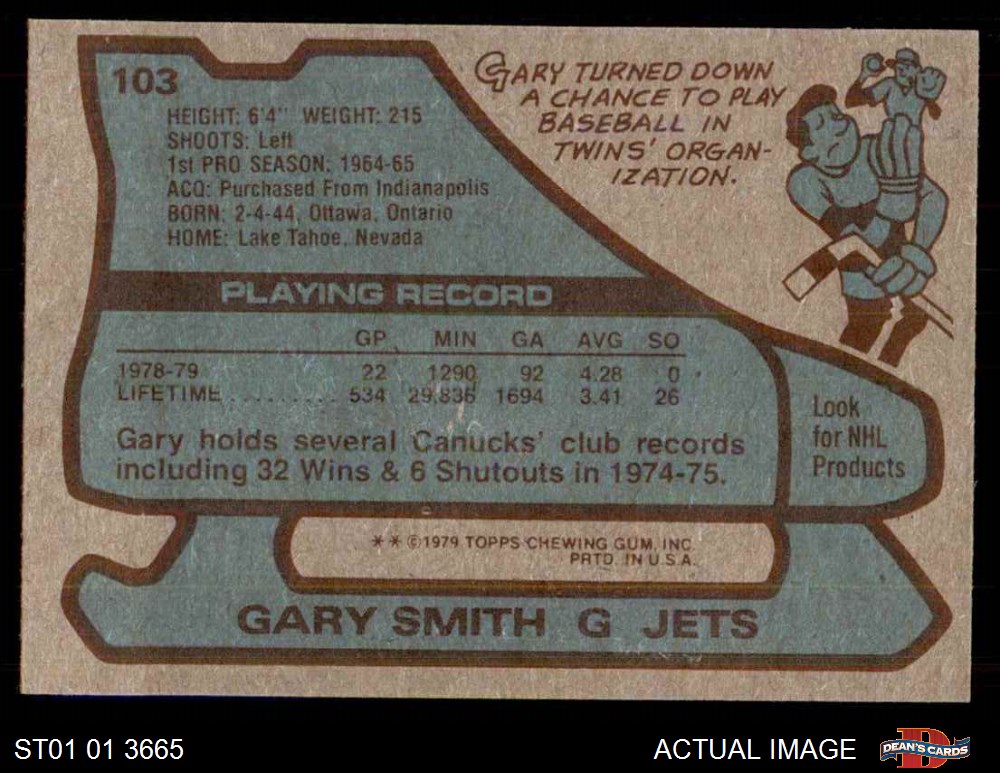 103
HEIGHT: 6'4" WEIGHT: 215
SHOOTS: Left
1st PRO SEASON: 1964-65
ACQ: Purchased From Indianapolis
BORN: 2-4-44, Ottawa, Ontario
HOME: Lake Tahoe, Nevada
GARY TURNED DOWN
A CHANCE TO PLAY
BASEBALL IN
TWINS' ORGAN-
IZATION.
PLAYING RECORD
GP MIN GA AVG SO
1978-79 22 1290 92 4.28 0
LIFETIME.......... 534 29,836 1694 3.41 26
Gary holds several Canucks' club records
including 32 Wins & 6 Shutouts in 1974-75.
Look
for NHL
Products
** ©1979 TOPPS CHEWING GUM, INC.
PRTD. IN U.S.A.
GARY SMITH G JETS
ST01 01 3665
ACTUAL IMAGE
D
DEAN'S CARDS